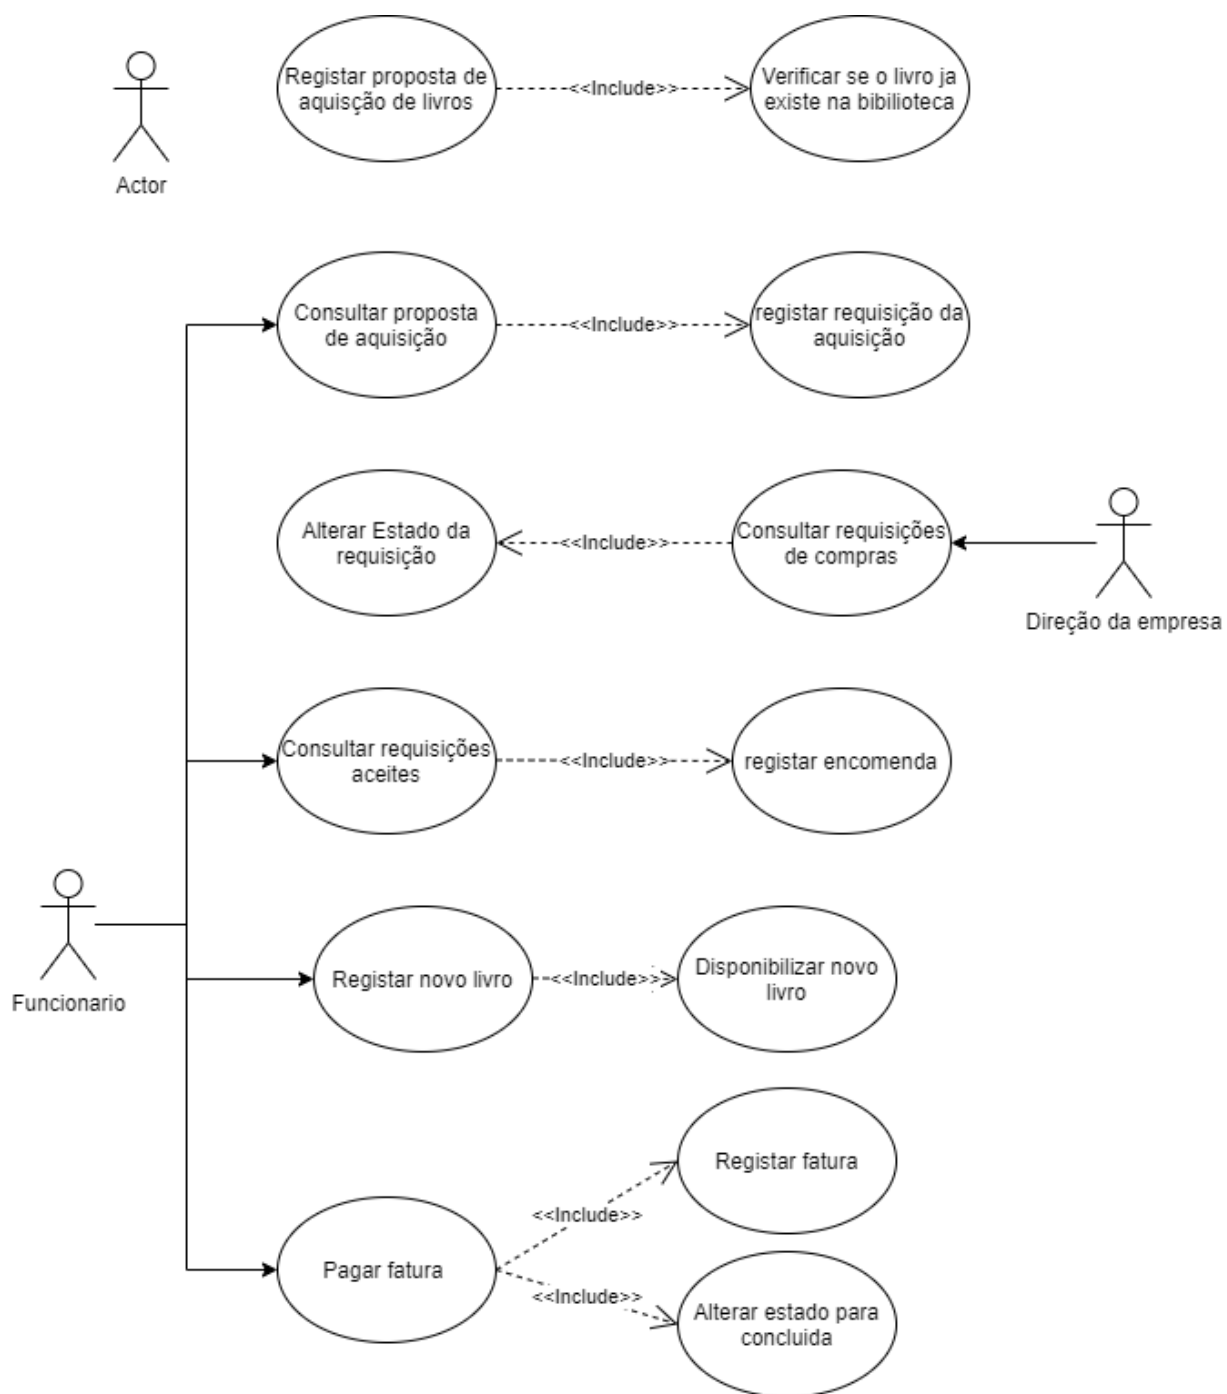 Registar proposta de
aquisção de livros
<<Include>>
Verificar se o livro ja
existe na bibilioteca
Actor
Consultar proposta
de aquisição
<<Include>>
registar requisição da
aquisição
Alterar Estado da
requisição
<<Include>>
Consultar requisições
de compras
Direção da empresa
Consultar requisições
aceites
<<Include>>
registar encomenda
Funcionario
Registar novo livro
<<Include>>
Disponibilizar novo
livro
Registar fatura
<<Include>>
Pagar fatura
<<Include>>
Alterar estado para
concluida